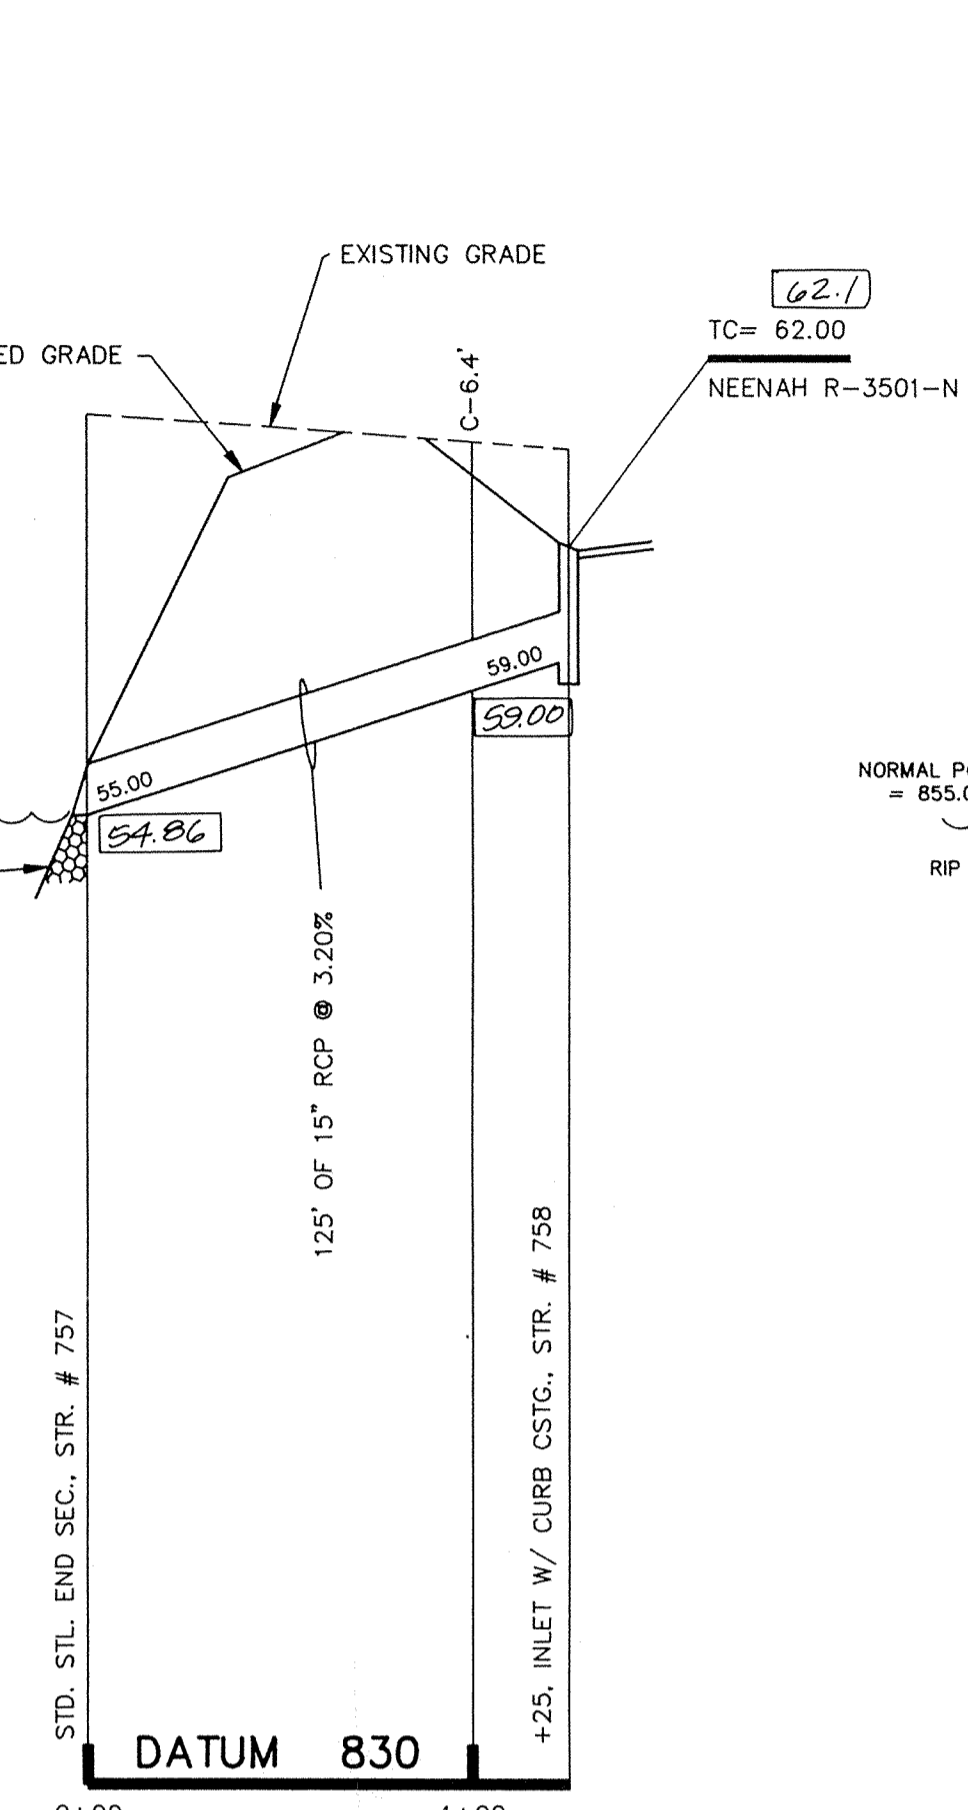 EXISTING GRADE
62.1
TC= 62.00
NEENAH R-3501-N
ED GRADE
C-6.4'
59.00
59.00
55.00
54.86
NORMAL
= 855.0
RIP
125' OF 15" RCP @ 3.20%
STD. STL. END SEC., STR. # 757
+25, INLET W/ CURB CSTG., STR. # 758
DATUM 830